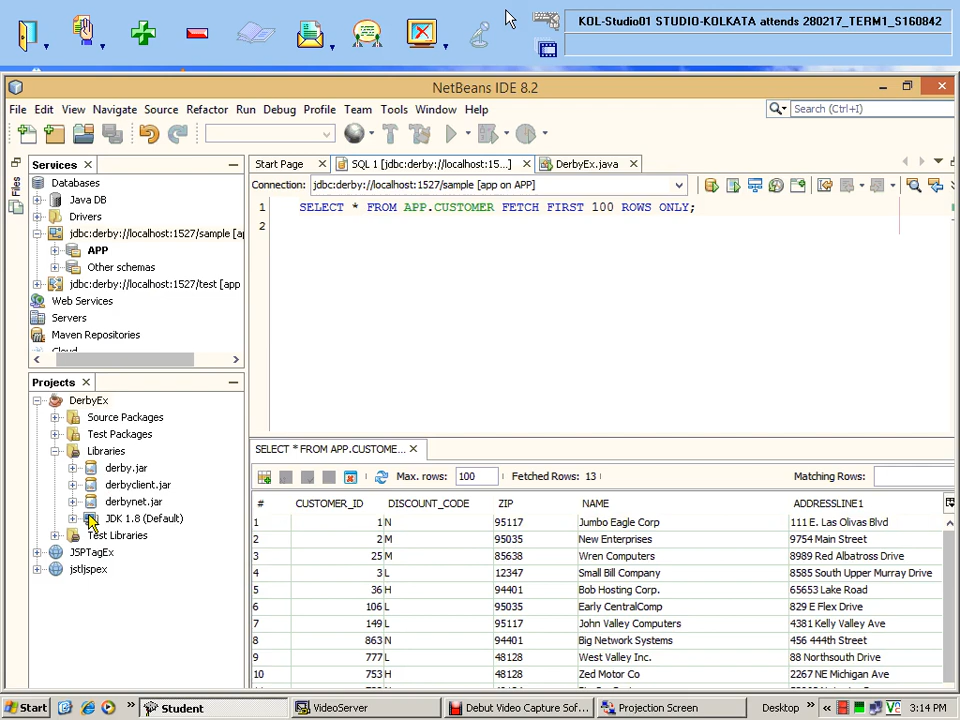 KOL-Studio01 STUDIO-KOLKATA attends 280217_TERM1_S160842
NetBeans IDE 8.2
File Edit View Navigate Source Refactor Run Debug Profile Team Tools Window Help
Search (Ctrl+I)
Files
Services
Databases
Java DB
Drivers
jdbc:derby://localhost:1527/sample [ap
APP
Other schemas
jdbc:derby://localhost:1527/test [app
Web Services
Servers
Maven Repositories
Cloud
Projects
DerbyEx
Source Packages
Test Packages
Libraries
derby.jar
derbyclient.jar
derbynet.jar
JDK 1.8 (Default)
Test Libraries
JSPTagEx
jstljspex
Start Page SQL 1 [jdbc:derby://localhost:15...] DerbyEx.java
Connection: jdbc:derby://localhost:1527/sample [app on APP]
1 SELECT * FROM APP.CUSTOMER FETCH FIRST 100 ROWS ONLY;
2
SELECT * FROM APP.CUSTOME...
Max. rows: 100 Fetched Rows: 13 Matching Rows:
# CUSTOMER_ID DISCOUNT_CODE ZIP NAME ADDRESSLINE1
1 1 N 95117 Jumbo Eagle Corp 111 E. Las Olivas Blvd
2 2 M 95035 New Enterprises 9754 Main Street
3 25 M 85638 Wren Computers 8989 Red Albatross Drive
4 3 L 12347 Small Bill Company 8585 South Upper Murray Drive
5 36 H 94401 Bob Hosting Corp. 65653 Lake Road
6 106 L 95035 Early CentralComp 829 E Flex Drive
7 149 L 95117 John Valley Computers 4381 Kelly Valley Ave
8 863 N 94401 Big Network Systems 456 444th Street
9 777 L 48128 West Valley Inc. 88 Northsouth Drive
10 753 H 48128 Zed Motor Co 2267 NE Michigan Ave
Start Student VideoServer Debut Video Capture Sof... Projection Screen Desktop 3:14 PM